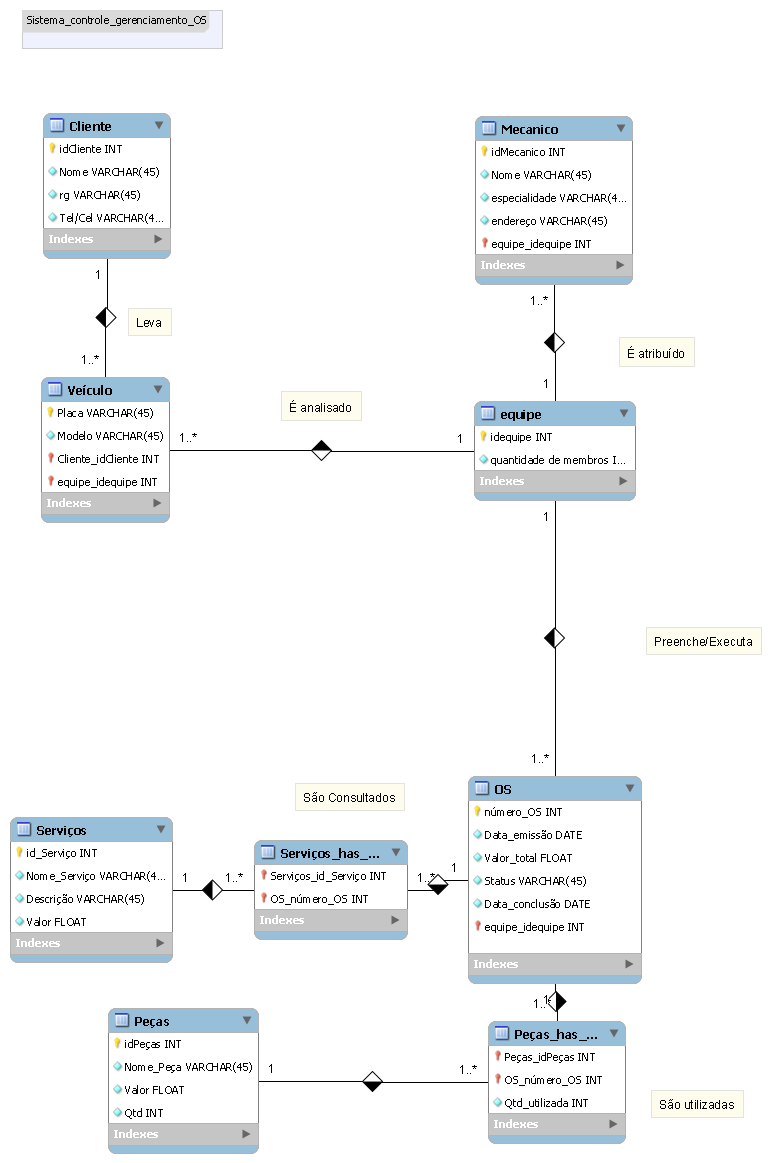 Sistema_controle_gerenciamento_OS
Cliente
idCliente INT
Nome VARCHAR(45)
rg VARCHAR(45)
Tel/Cel VARCHAR(4...
Indexes
Mecanico
idMecanico INT
Nome VARCHAR(45)
especialidade VARCHAR(4...
endereço VARCHAR(45)
equipe_idequipe INT
Indexes
1
Leva
1..*
1..*
É atribuído
1
Veículo
Placa VARCHAR(45)
Modelo VARCHAR(45)
Cliente_idCliente INT
equipe_idequipe INT
Indexes
É analisado
1..*
1
equipe
idequipe INT
quantidade de membros I...
Indexes
1
Preenche/Executa
1..*
São Consultados
Serviços
id_Serviço INT
Nome_Serviço VARCHAR(4...
Descrição VARCHAR(45)
Valor FLOAT
Indexes
1
1..*
Serviços_has_...
Serviços_id_Serviço INT
OS_número_OS INT
Indexes
1..*
1
OS
número_OS INT
Data_emissão DATE
Valor_total FLOAT
Status VARCHAR(45)
Data_conclusão DATE
equipe_idequipe INT
Indexes
1
1..*
Peças
idPeças INT
Nome_Peça VARCHAR(45)
Valor FLOAT
Qtd INT
Indexes
1
1..*
Peças_has_...
Peças_idPeças INT
OS_número_OS INT
Qtd_utilizada INT
Indexes
São utilizadas